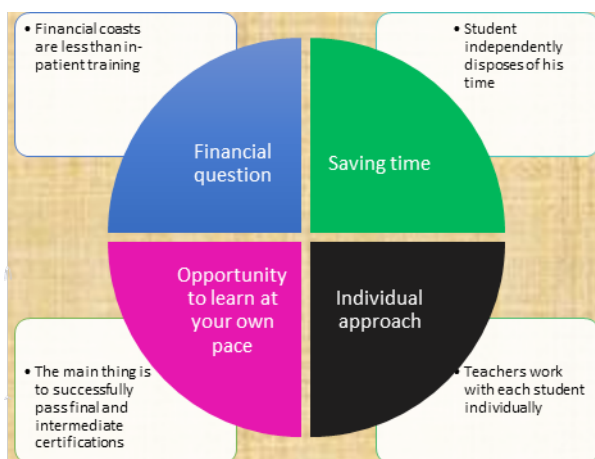 • Financial coasts
are less than in-
patient training
• Student
independently
disposes of his
time
Financial
question
Saving time
Opportunity
to learn at
your own
pace
Individual
approach
• The main thing is
to successfully
pass final and
intermediate
certifications
• Teachers work
with each student
individually